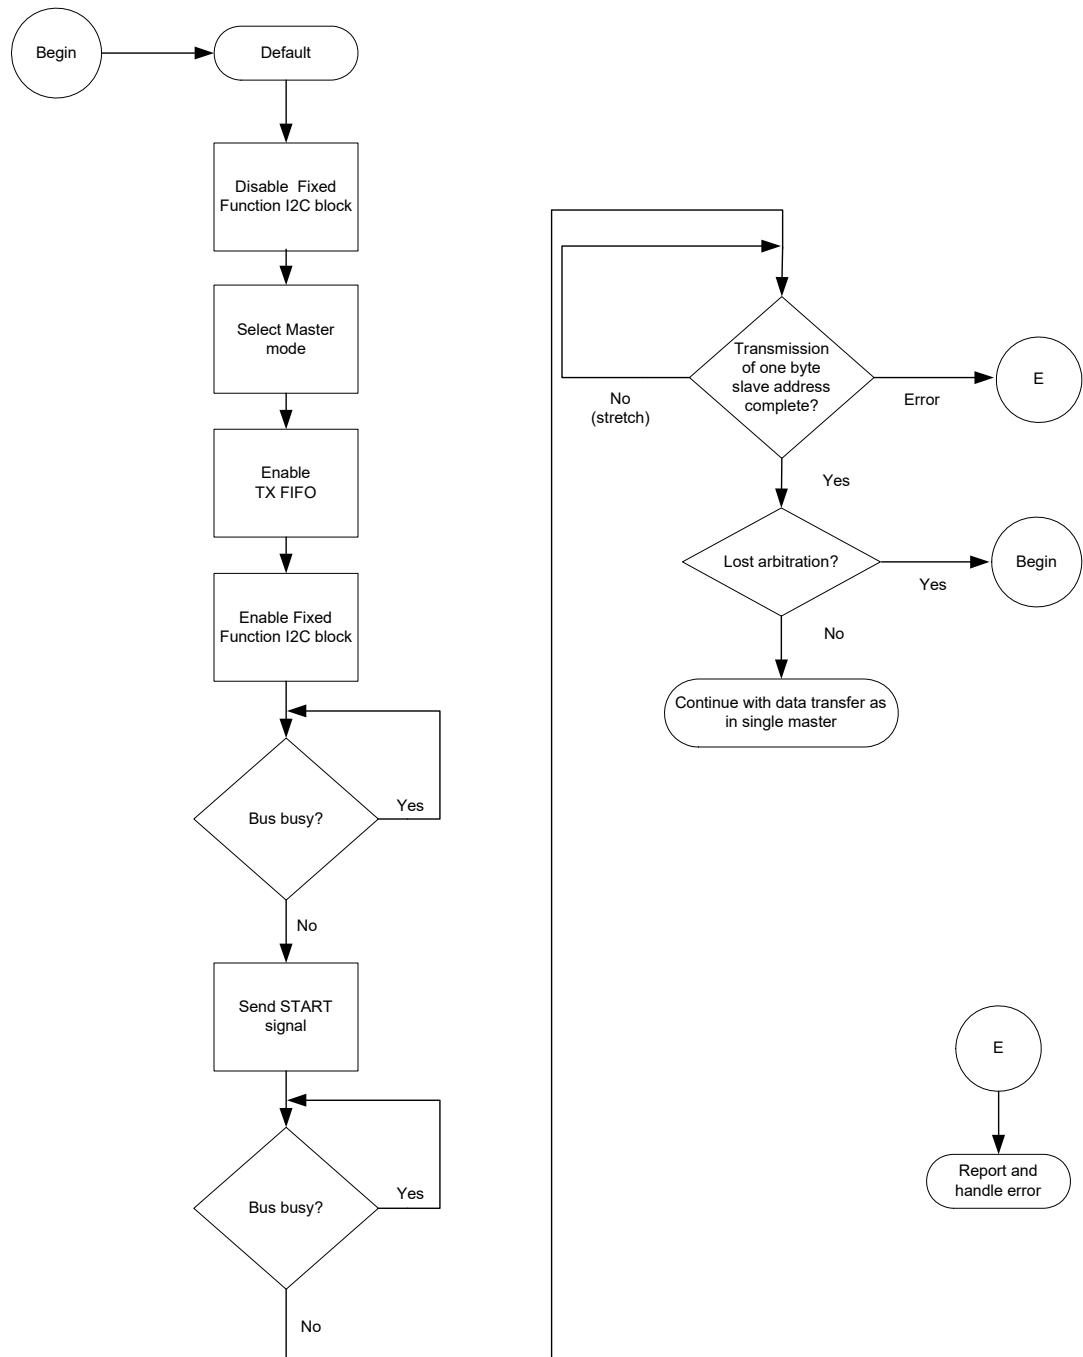 Begin
Default
Disable Fixed
Function I2C block
Select Master
mode
Enable
TX FIFO
Enable Fixed
Function I2C block
Bus busy?
Yes
No
Send START
signal
Bus busy?
Yes
No
Transmission
of one byte
slave address
complete?
No
(stretch)
Error
E
Yes
Lost arbitration?
Yes
Begin
No
Continue with data transfer as
in single master
E
Report and
handle error